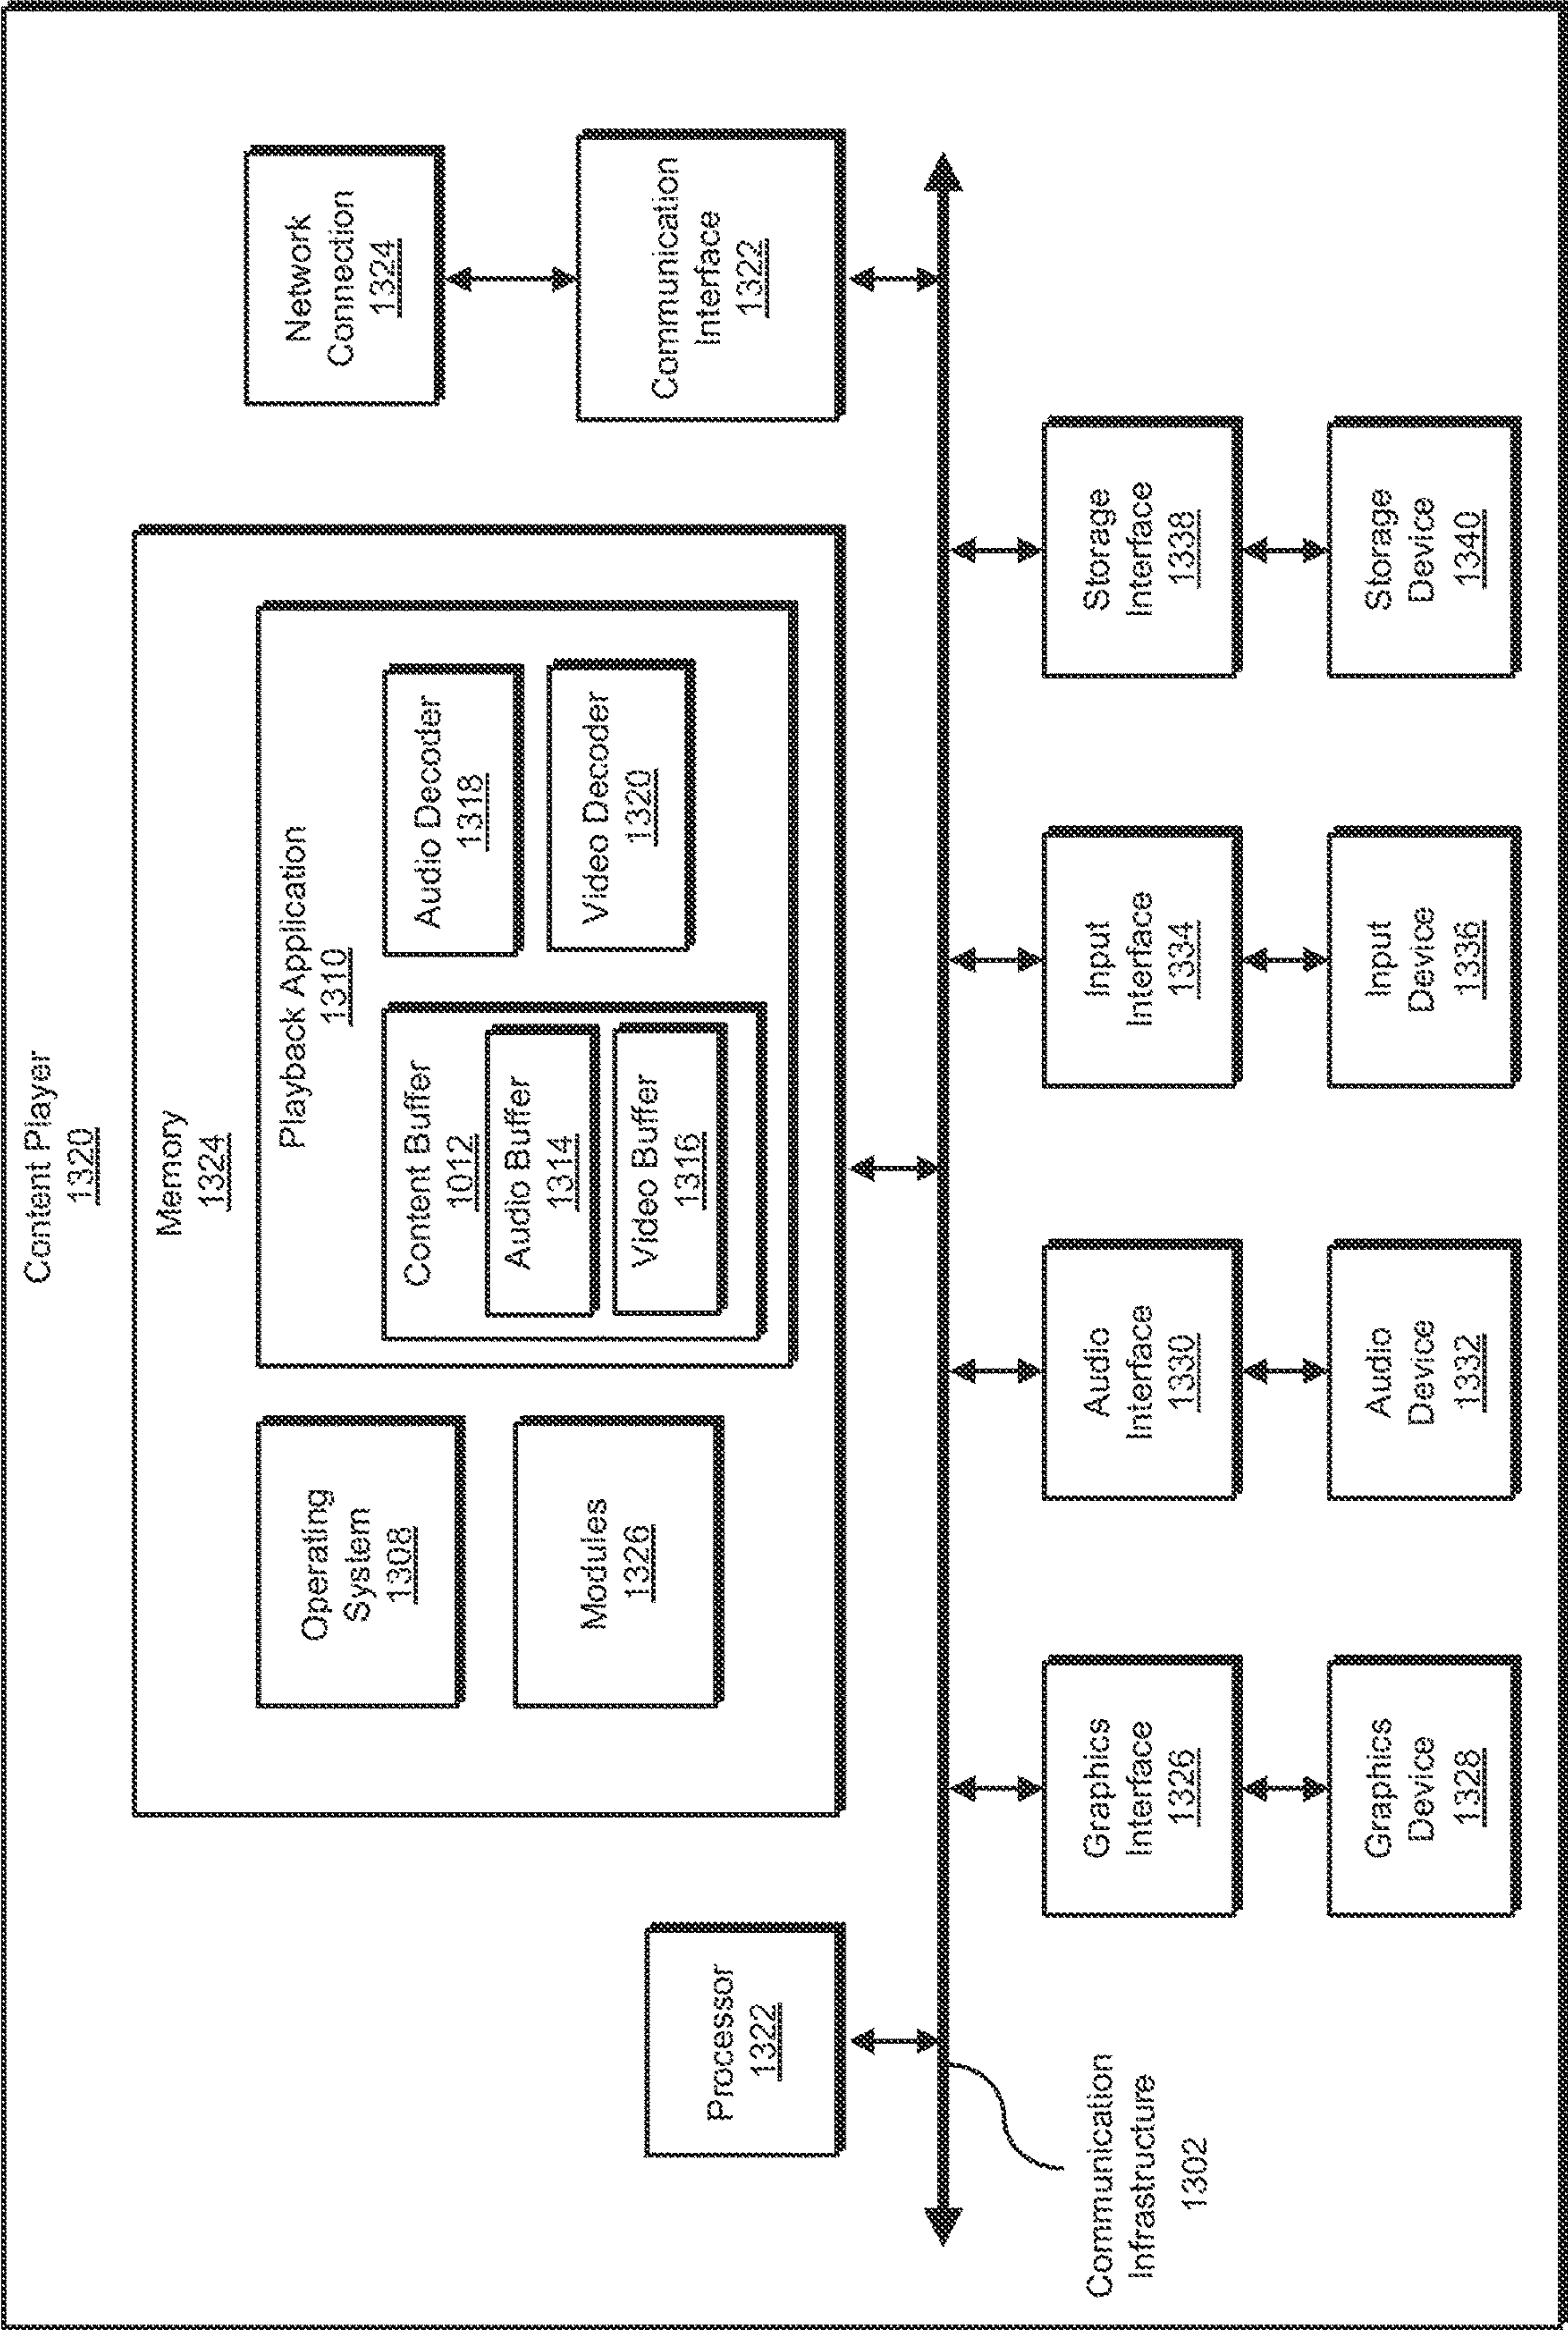 Content Player
1320
Memory
1324
Operating
System
1308
Modules
1326
Playback Application
1310
Content Buffer
1012
Audio Buffer
1314
Video Buffer
1316
Audio Decoder
1318
Video Decoder
1320
Network
Connection
1324
Communication
Interface
1322
Processor
1322
Communication
Infrastructure
1302
Graphics
Interface
1326
Graphics
Device
1328
Audio
Interface
1330
Audio
Device
1332
Input
Interface
1334
Input
Device
1336
Storage
Interface
1338
Storage
Device
1340